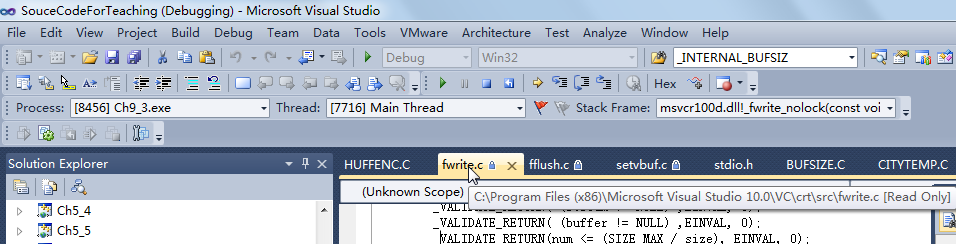 SouceCodeForTeaching (Debugging) - Microsoft Visual Studio
File Edit View Project Build Debug Team Data Tools VMware Architecture Test Analyze Window Help
Debug Win32 _INTERNAL_BUFSIZ
Hex
Process: [8456] Ch9_3.exe Thread: [7716] Main Thread Stack Frame: msvcr100d.dll!_fwrite_nolock(const voi
Solution Explorer HUFFENC.C fwrite.c fflush.c setvbuf.c stdio.h BUFSIZE.C CITYTEMP.C
(Unknown Scope)
C:\Program Files (x86)\Microsoft Visual Studio 10.0\VC\crt\src\fwrite.c [Read Only]
Ch5_4
_VALIDATE_RETURN( (buffer != NULL) ,EINVAL, 0);
Ch5_5
_VALIDATE_RETURN(num <= (SIZE_MAX / size), EINVAL, 0);